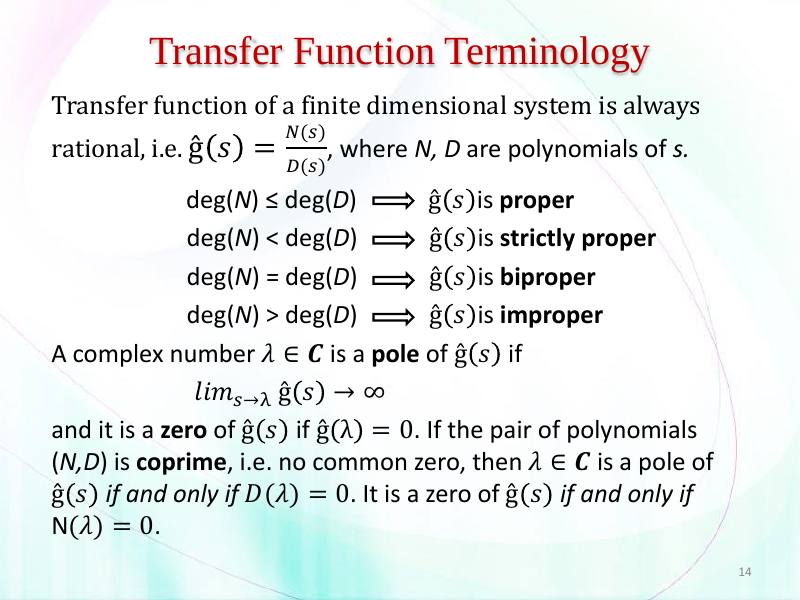 Transfer Function Terminology
Transfer function of a finite dimensional system is always
rational, i.e. ĝ(s) = N(s)/D(s), where N, D are polynomials of s.
deg(N) ≤ deg(D) ⟹ ĝ(s)is proper
deg(N) < deg(D) ⟹ ĝ(s)is strictly proper
deg(N) = deg(D) ⟹ ĝ(s)is biproper
deg(N) > deg(D) ⟹ ĝ(s)is improper
A complex number λ ∈ C is a pole of ĝ(s) if
lim_{s→λ} ĝ(s) → ∞
and it is a zero of ĝ(s) if ĝ(λ) = 0. If the pair of polynomials
(N,D) is coprime, i.e. no common zero, then λ ∈ C is a pole of
ĝ(s) if and only if D(λ) = 0. It is a zero of ĝ(s) if and only if
N(λ) = 0.
14